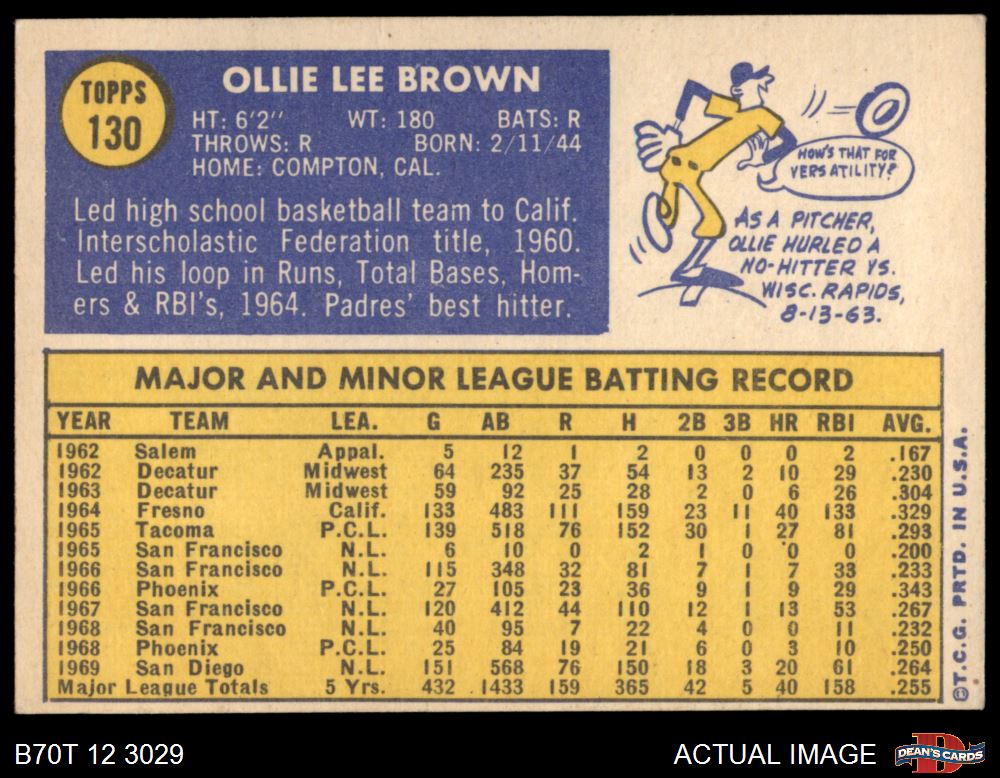 TOPPS
130
OLLIE LEE BROWN
HT: 6'2" WT: 180 BATS: R
THROWS: R BORN: 2/11/44
HOME: COMPTON, CAL.
Led high school basketball team to Calif.
Interscholastic Federation title, 1960.
Led his loop in Runs, Total Bases, Hom-
ers & RBI's, 1964. Padres' best hitter.
HOW'S THAT FOR
VERSATILITY?
AS A PITCHER,
OLLIE HURLED A
NO-HITTER VS.
WISC. RAPIDS,
8-13-63.
MAJOR AND MINOR LEAGUE BATTING RECORD
YEAR TEAM LEA. G AB R H 2B 3B HR RBI AVG.
1962 Salem Appal. 5 12 1 2 0 0 0 2 .167
1962 Decatur Midwest 64 235 37 54 13 2 10 29 .230
1963 Decatur Midwest 59 92 25 28 2 0 6 26 .304
1964 Fresno Calif. 133 483 111 159 23 11 40 133 .329
1965 Tacoma P.C.L. 139 518 76 152 30 1 27 81 .293
1965 San Francisco N.L. 6 10 0 2 1 0 0 0 .200
1966 San Francisco N.L. 115 348 32 81 7 1 7 33 .233
1966 Phoenix P.C.L. 27 105 23 36 9 1 9 29 .343
1967 San Francisco N.L. 120 412 44 110 12 1 13 53 .267
1968 San Francisco N.L. 40 95 7 22 4 0 0 11 .232
1968 Phoenix P.C.L. 25 84 19 21 6 0 3 10 .250
1969 San Diego N.L. 151 568 76 150 18 3 20 61 .264
Major League Totals 5 Yrs. 432 1433 159 365 42 5 40 158 .255
©T.C.G. PRTD. IN U.S.A.
B70T 12 3029
ACTUAL IMAGE
DEAN'S CARDS